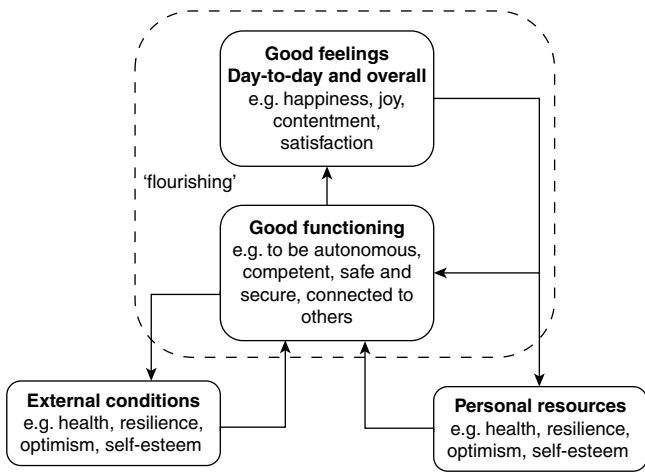 Good feelings
Day-to-day and overall
e.g. happiness, joy,
contentment,
satisfaction
‘flourishing’
Good functioning
e.g. to be autonomous,
competent, safe and
secure, connected to
others
External conditions
e.g. health, resilience,
optimism, self-esteem
Personal resources
e.g. health, resilience,
optimism, self-esteem